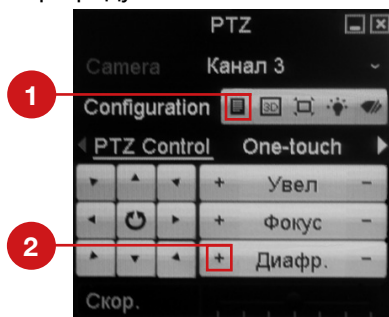 PTZ
Camera Канал 3
1
Configuration 3D
PTZ Control One-touch
+ Увел -
+ Фокус -
2
+ Диафр. -
Скор.